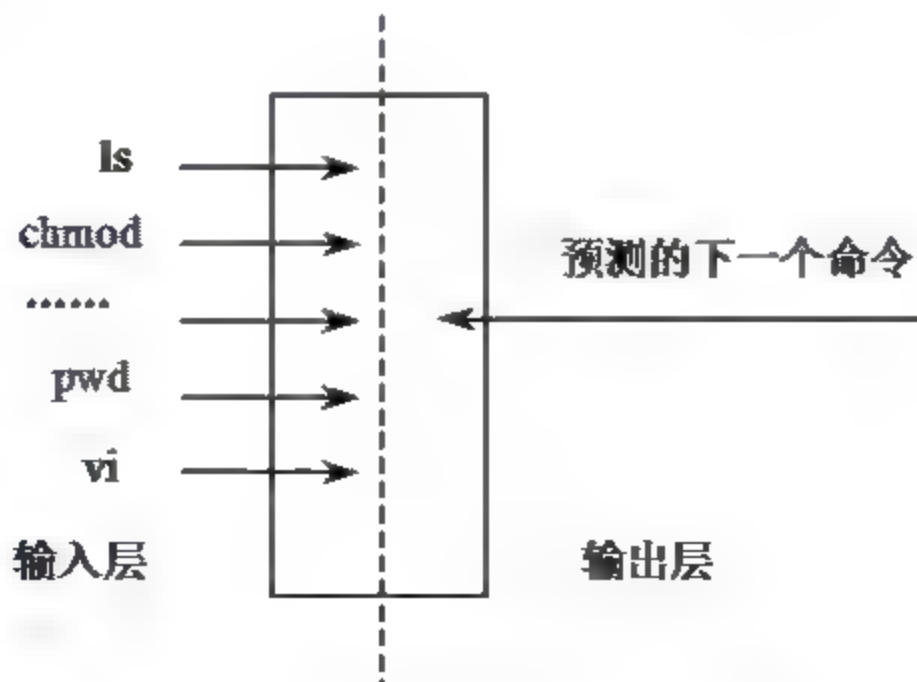 ls
chmod
......
pwd
vi
输入层
预测的下一个命令
输出层